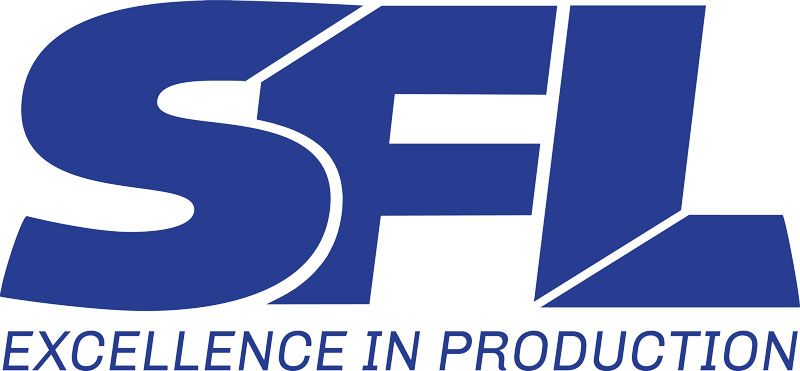 SFL
EXCELLENCE IN PRODUCTION